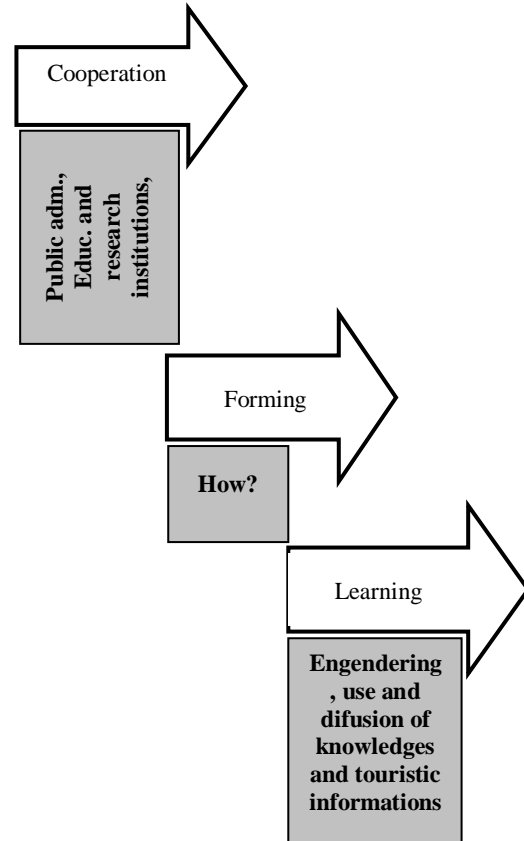 Cooperation
Public adm.,
Educ. and
research
institutions,
Forming
How?
Learning
Engendering
, use and
difusion of
knowledges
and touristic
informations